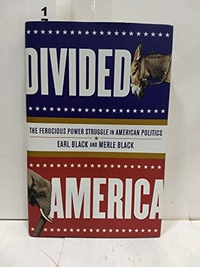 1
DIVIDED
THE FEROCIOUS POWER STRUGGLE IN AMERICAN POLITICS
EARL BLACK AND MERLE BLACK
AMERICA